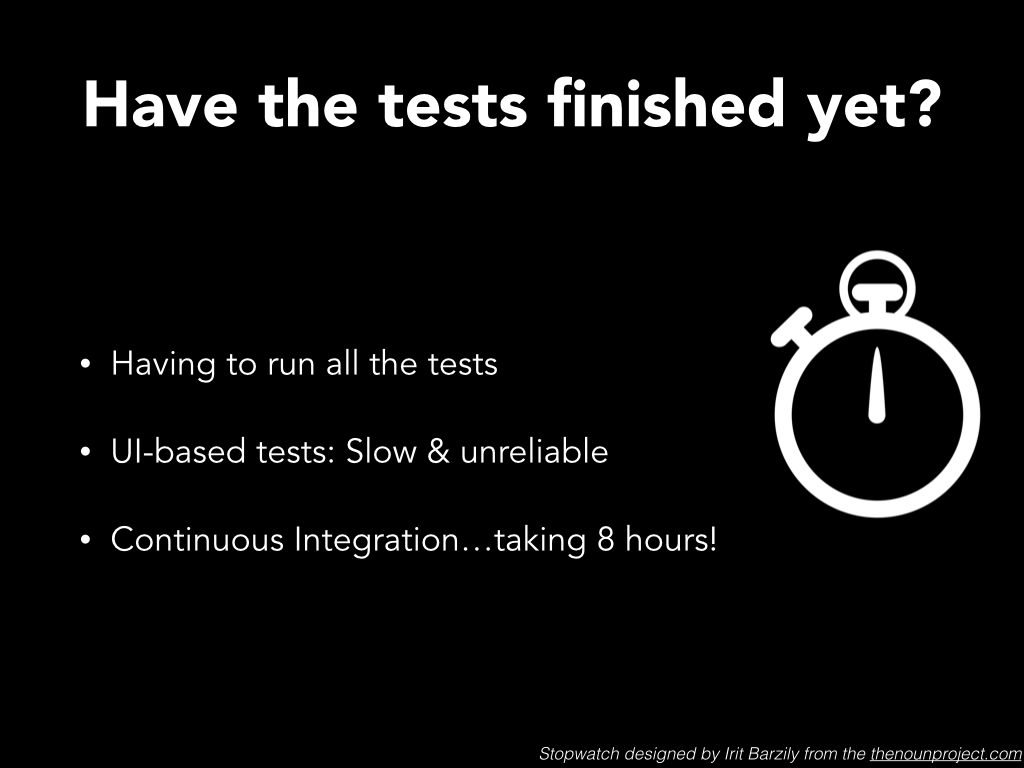 Have the tests finished yet?
• Having to run all the tests
• UI-based tests: Slow & unreliable
• Continuous Integration…taking 8 hours!
Stopwatch designed by Irit Barzily from the thenounproject.com